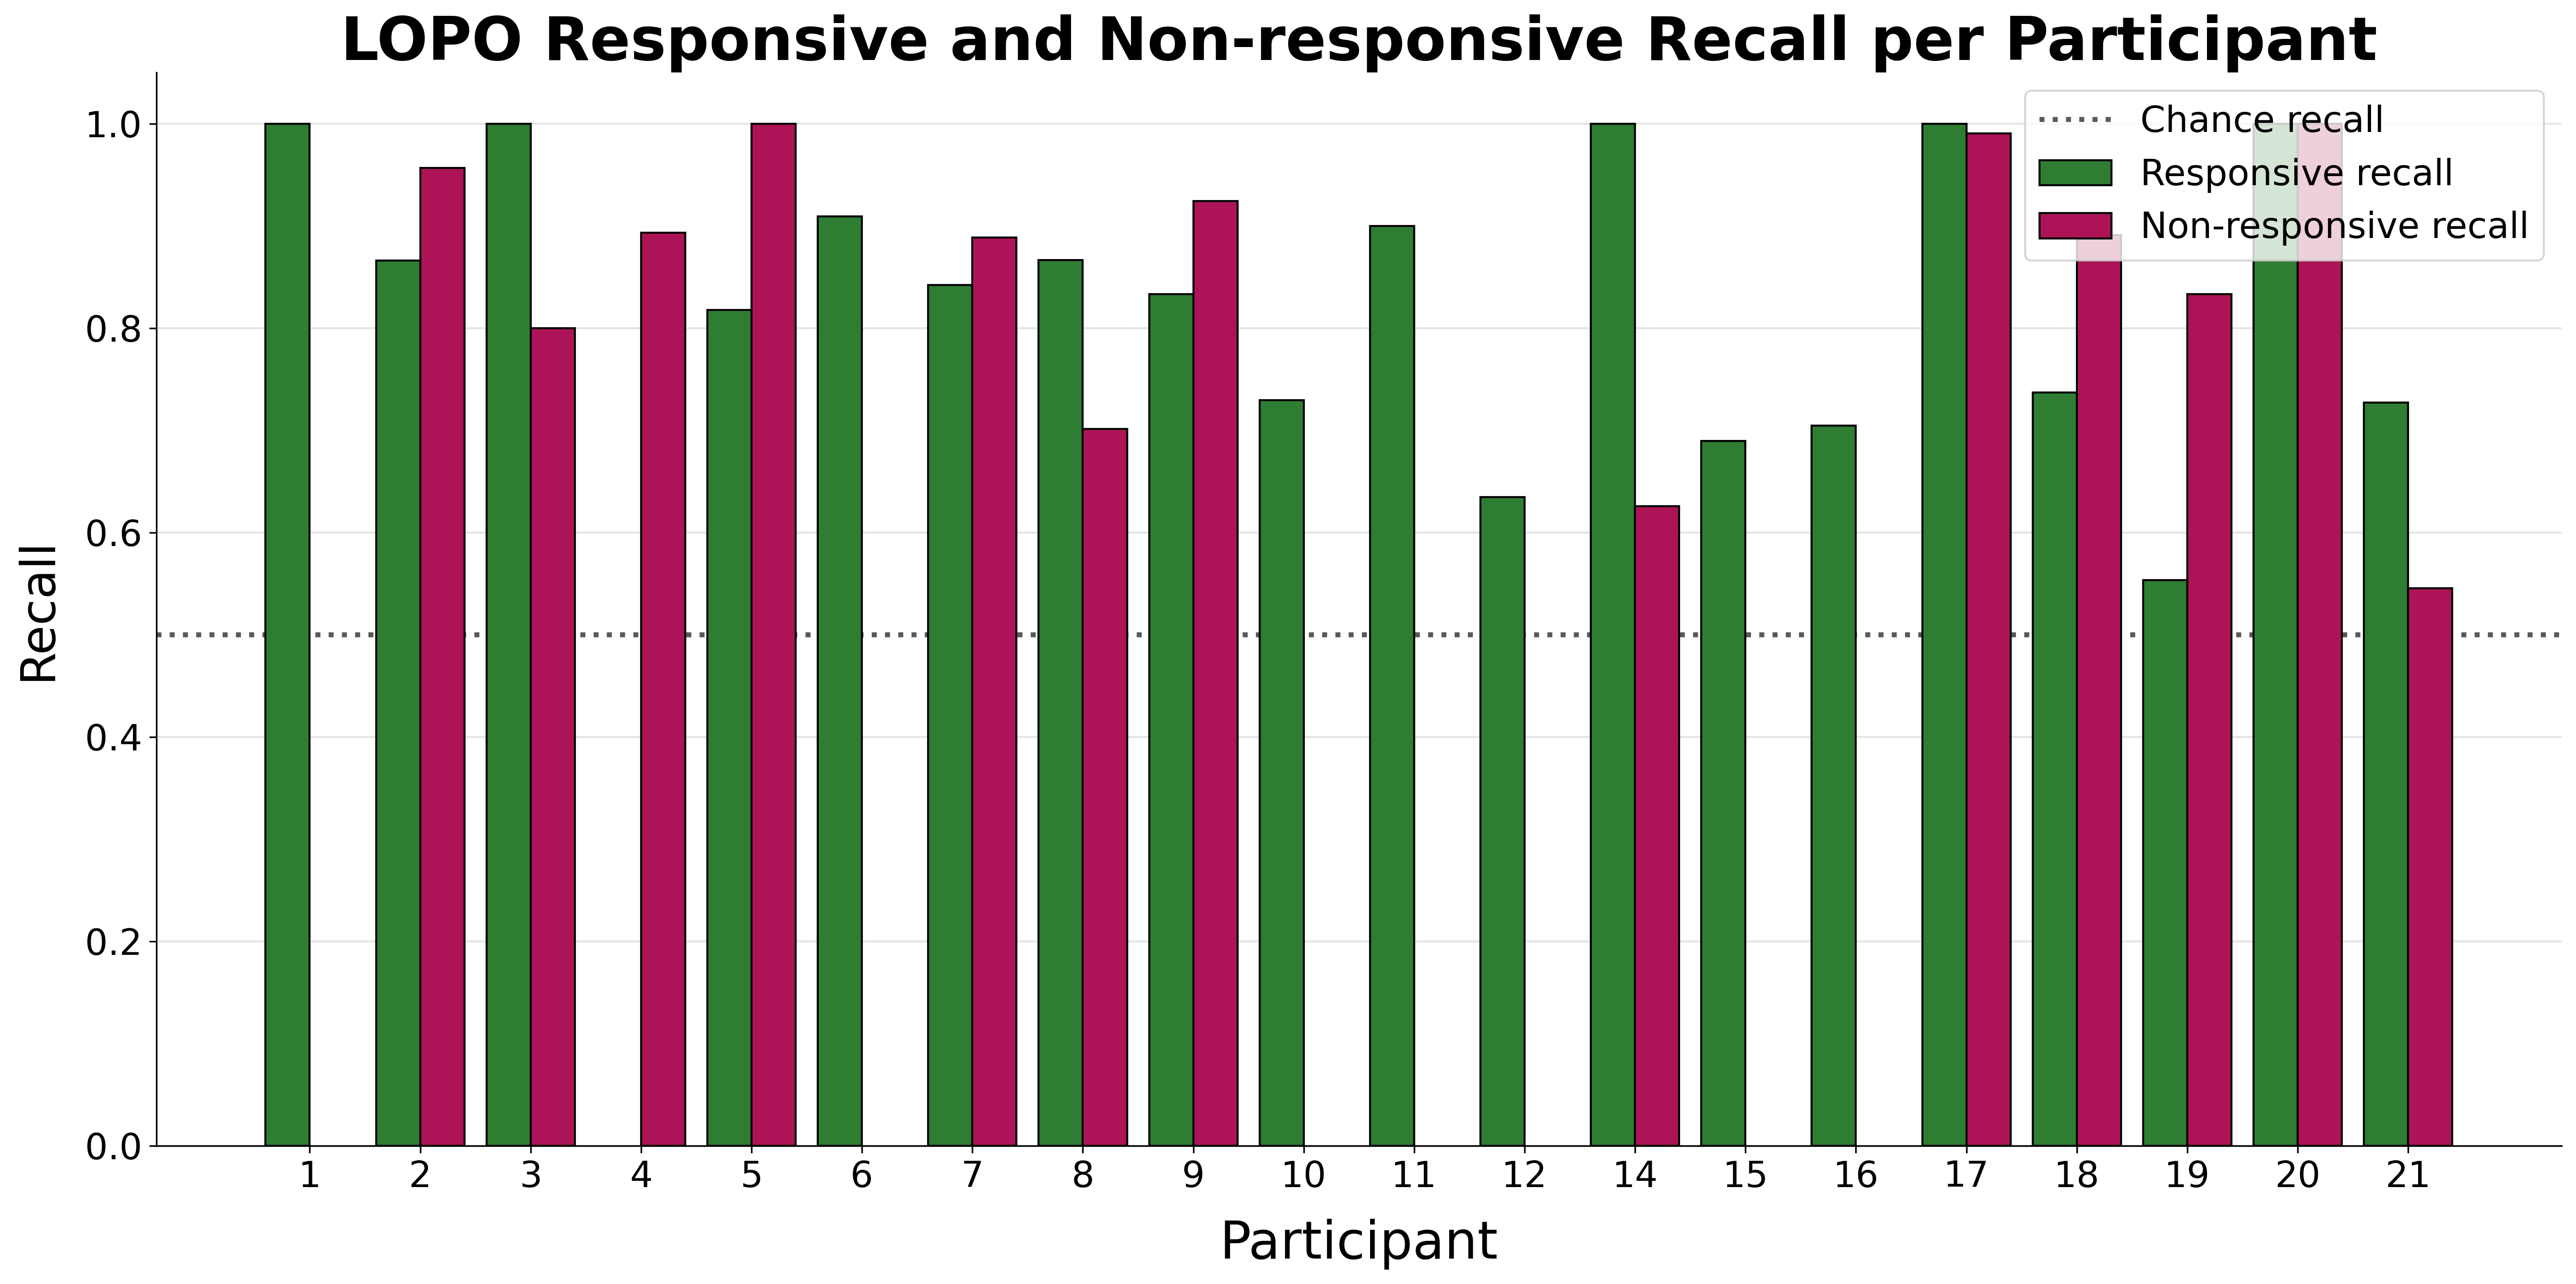 LOPO Responsive and Non-responsive Recall per Participant
Chance recall
Responsive recall
Non-responsive recall
1.0
0.8
0.6
0.4
0.2
0.0
Recall
1 2 3 4 5 6 7 8 9 10 11 12 14 15 16 17 18 19 20 21
Participant